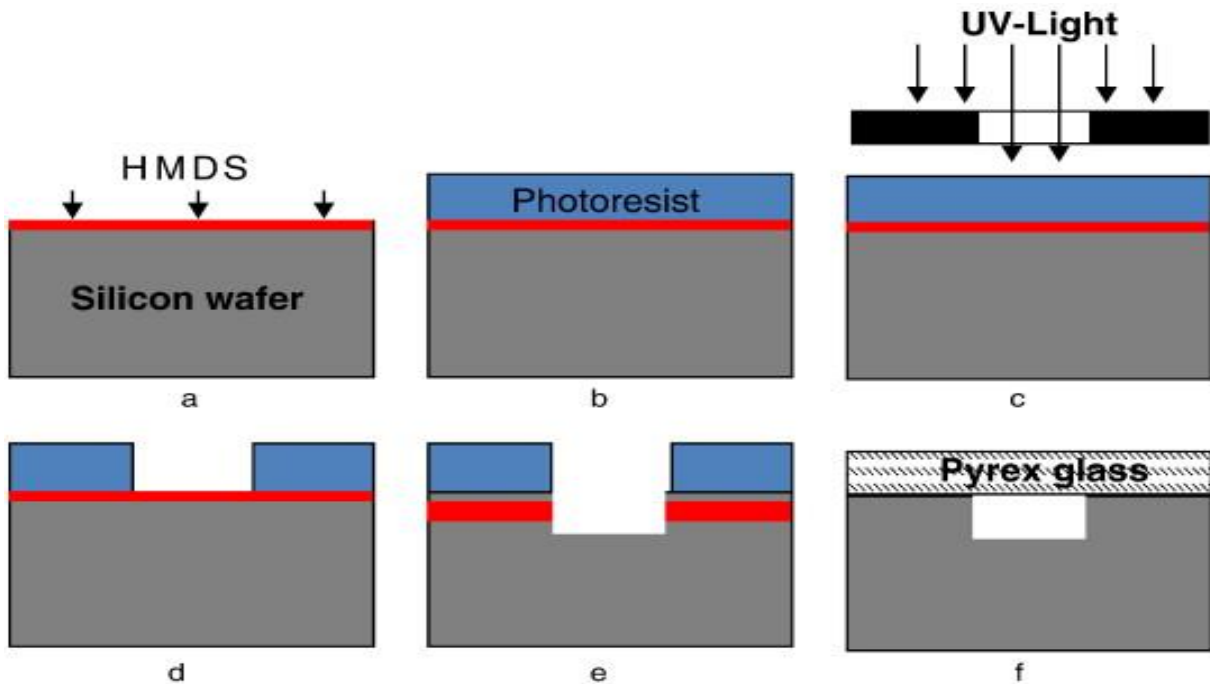 UV-Light
HMDS
Silicon wafer
Photoresist
a
b
c
Pyrex glass
d
e
f